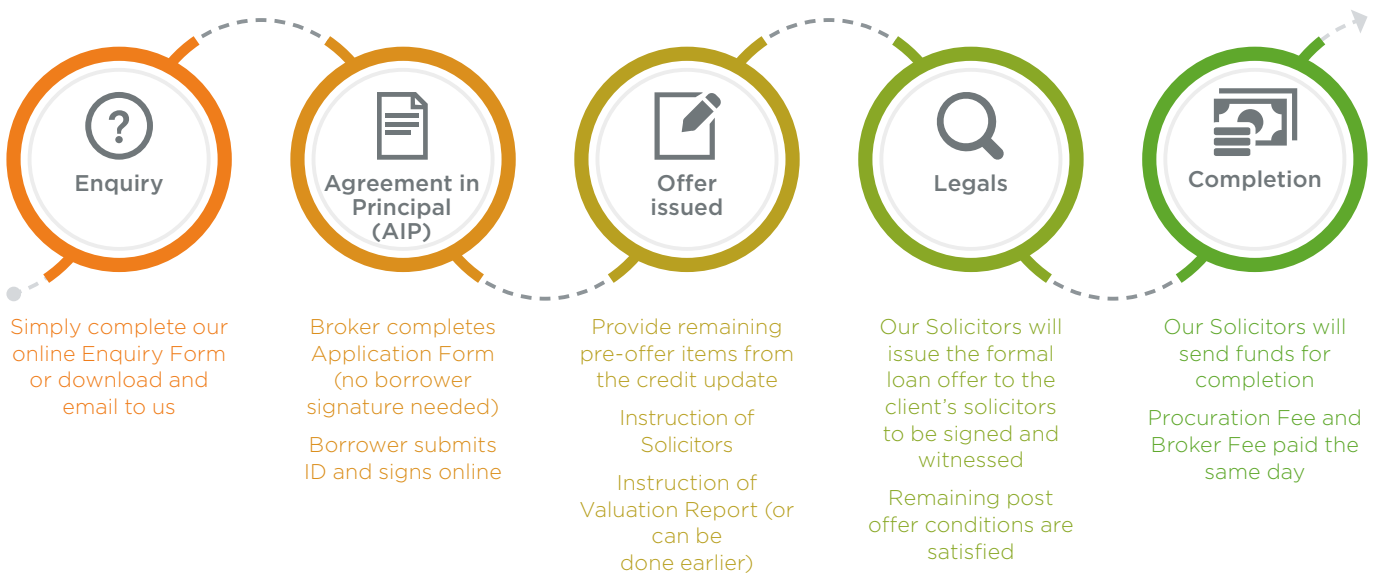 ?
Enquiry
Agreement in
Principal
(AIP)
Offer
issued
Legals
Completion
Simply complete our
online Enquiry Form
or download and
email to us
Broker completes
Application Form
(no borrower
signature needed)
Borrower submits
ID and signs online
Provide remaining
pre-offer items from
the credit update
Instruction of
Solicitors
Instruction of
Valuation Report (or
can be
done earlier)
Our Solicitors will
issue the formal
loan offer to the
client’s solicitors
to be signed and
witnessed
Remaining post
offer conditions are
satisfied
Our Solicitors will
send funds for
completion
Procuration Fee and
Broker Fee paid the
same day